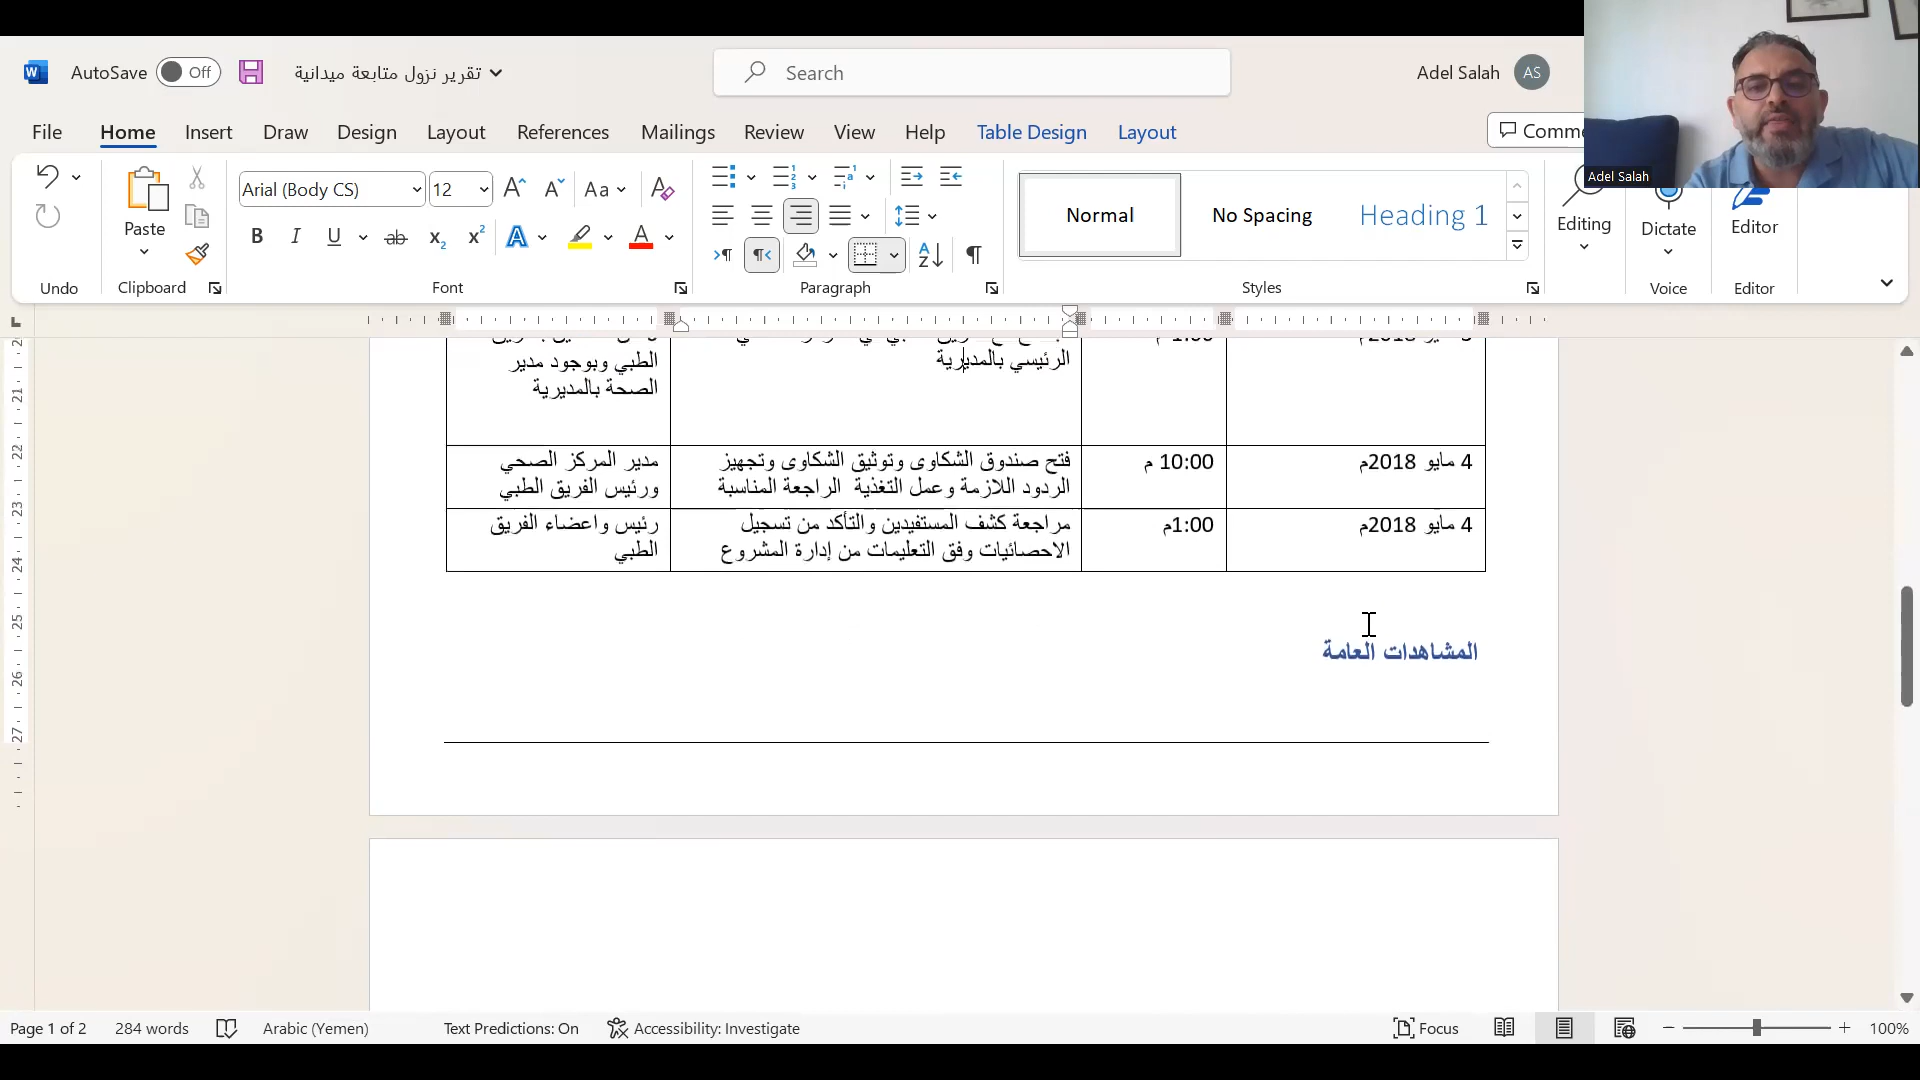 AutoSave Off تقرير نزول متابعة ميدانية Search Adel Salah AS
File Home Insert Draw Design Layout References Mailings Review View Help Table Design Layout
Adel Salah
Paste Arial (Body CS) 12 Aa Normal No Spacing Heading 1 Editing Dictate Editor
Undo Clipboard Font Paragraph Styles Voice Editor
الرئيسي بالمديرية
الطبي وبوجود مدير
الصحة بالمديرية
4 مايو 2018م
10:00 م
فتح صندوق الشكاوى وتوثيق الشكاوى وتجهيز
الردود اللازمة وعمل التغذية الراجعة المناسبة
مدير المركز الصحي
ورئيس الفريق الطبي
4 مايو 2018م
1:00م
مراجعة كشف المستفيدين والتأكد من تسجيل
الاحصائيات وفق التعليمات من إدارة المشروع
رئيس واعضاء الفريق
الطبي
المشاهدات العامة
Page 1 of 2 284 words Arabic (Yemen) Text Predictions: On Accessibility: Investigate Focus 100%